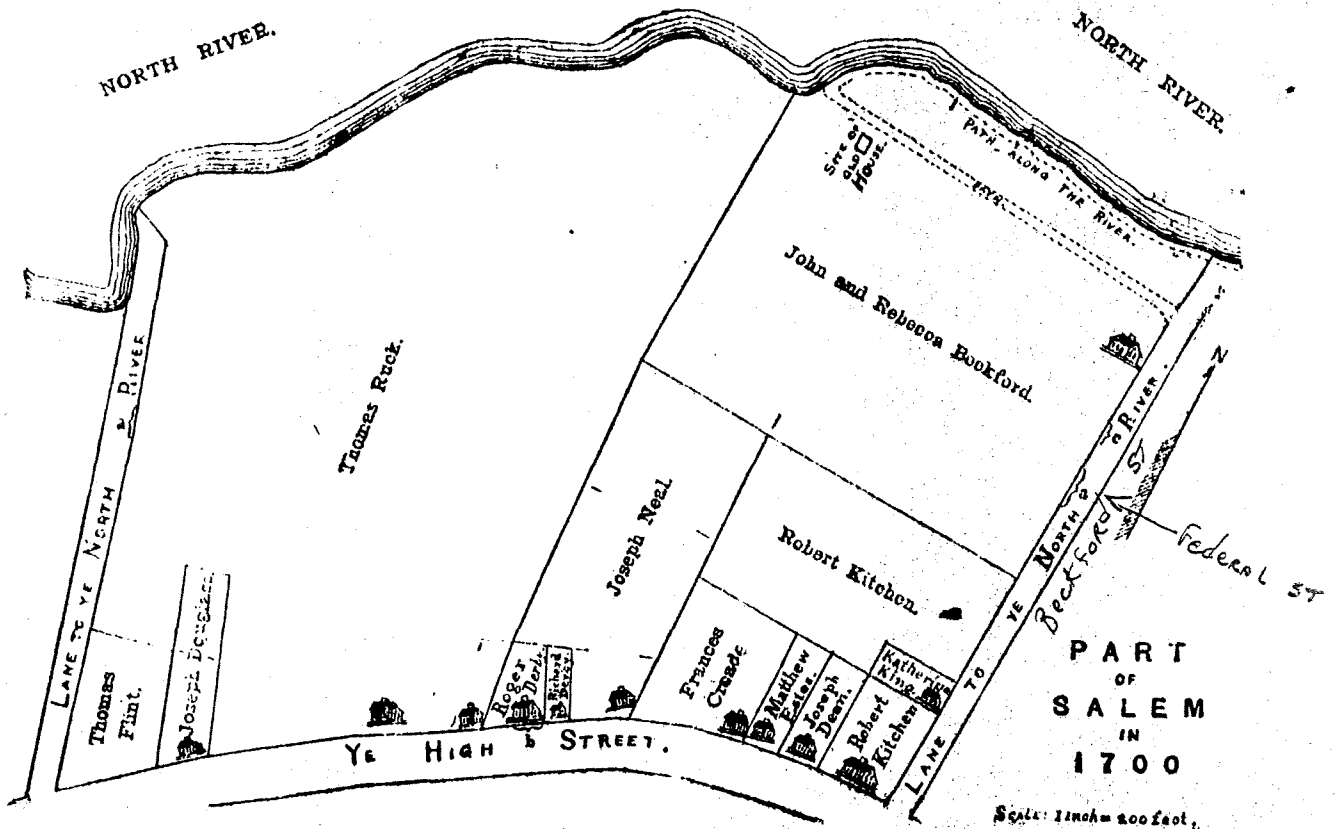 NORTH RIVER.
NORTH RIVER.
PATH, ALONG THE RIVER.
SITE OF
OLD
HOUSE.
John and Rebecca Beckford.
Thomas Ruck.
LANE TO YE NORTH a RIVER
N
Joseph Neal.
Robert Kitchen.
LANE TO YE NORTH a e RIVER.
Beckford ST
Federal ST
Thomas
Flint.
Joseph Douglass
Roger
Derby
Richard
Derby.
Frances
Croade
Matthew
Estes.
Joseph
Dean.
Katherine
King.
Robert
Kitchen
YE HIGH b STREET.
PART
OF
SALEM
IN
1700
Scale: 1 inch = 200 feet.